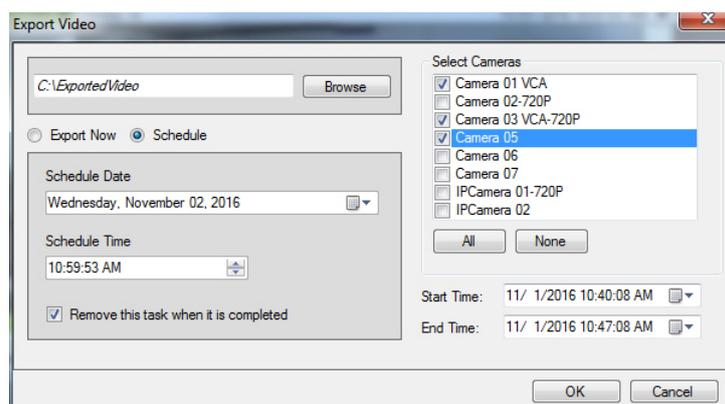 Export Video
C:\ExportedVideo
Browse
Export Now
Schedule
Schedule Date
Wednesday, November 02, 2016
Schedule Time
10:59:53 AM
Remove this task when it is completed
Select Cameras
Camera 01 VCA
Camera 02-720P
Camera 03 VCA-720P
Camera 05
Camera 06
Camera 07
IPCamera 01-720P
IPCamera 02
All
None
Start Time: 11/ 1/2016 10:40:08 AM
End Time: 11/ 1/2016 10:47:08 AM
OK
Cancel